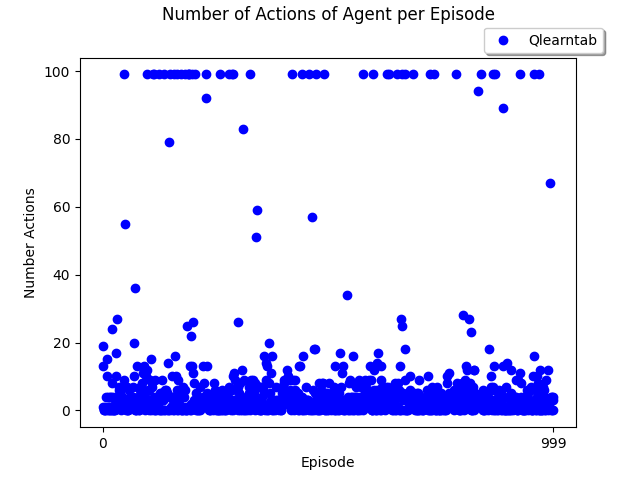 Number of Actions of Agent per Episode
Qlearntab
100
80
60
40
20
0
Number Actions
0
999
Episode